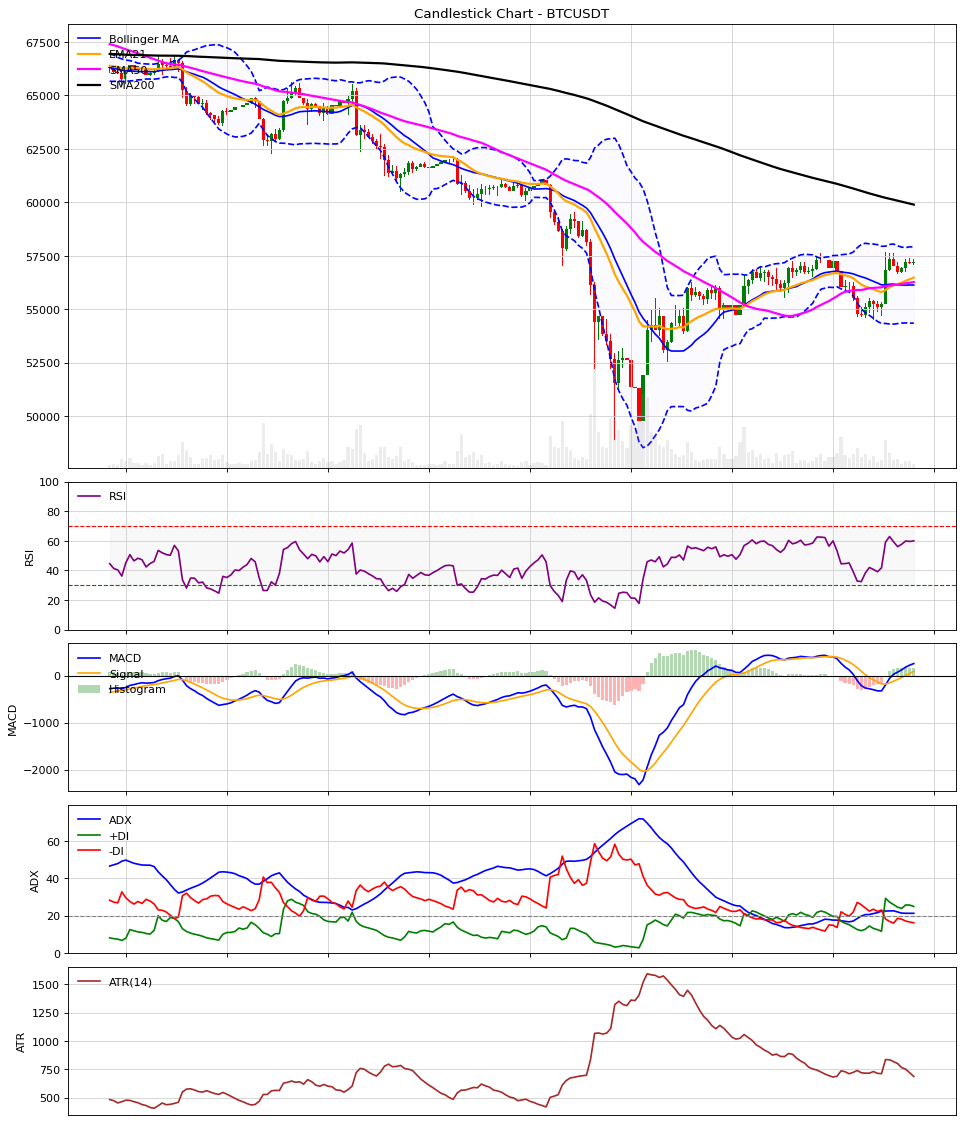 Candlestick Chart - BTCUSDT
67500
65000
62500
60000
57500
55000
52500
50000
Bollinger MA
EMA21
SMA50
SMA200
100
80
60
40
20
0
RSI
RSI
0
−1000
−2000
MACD
MACD
Signal
Histogram
60
40
20
0
ADX
ADX
+DI
-DI
1500
1250
1000
750
500
ATR
ATR(14)